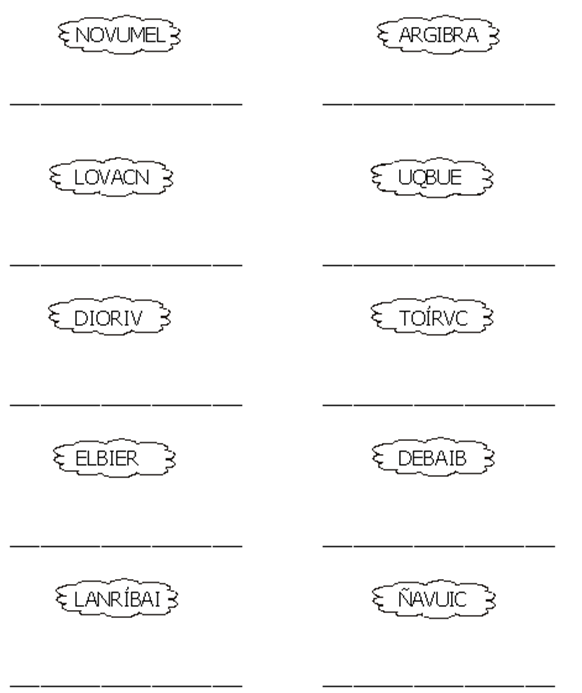 NOVUMEL
ARGIBRA
LOVACN
UQBUE
DIORIV
TOÍRVC
ELBIER
DEBAIB
LANRÍBAI
ÑAVUIC